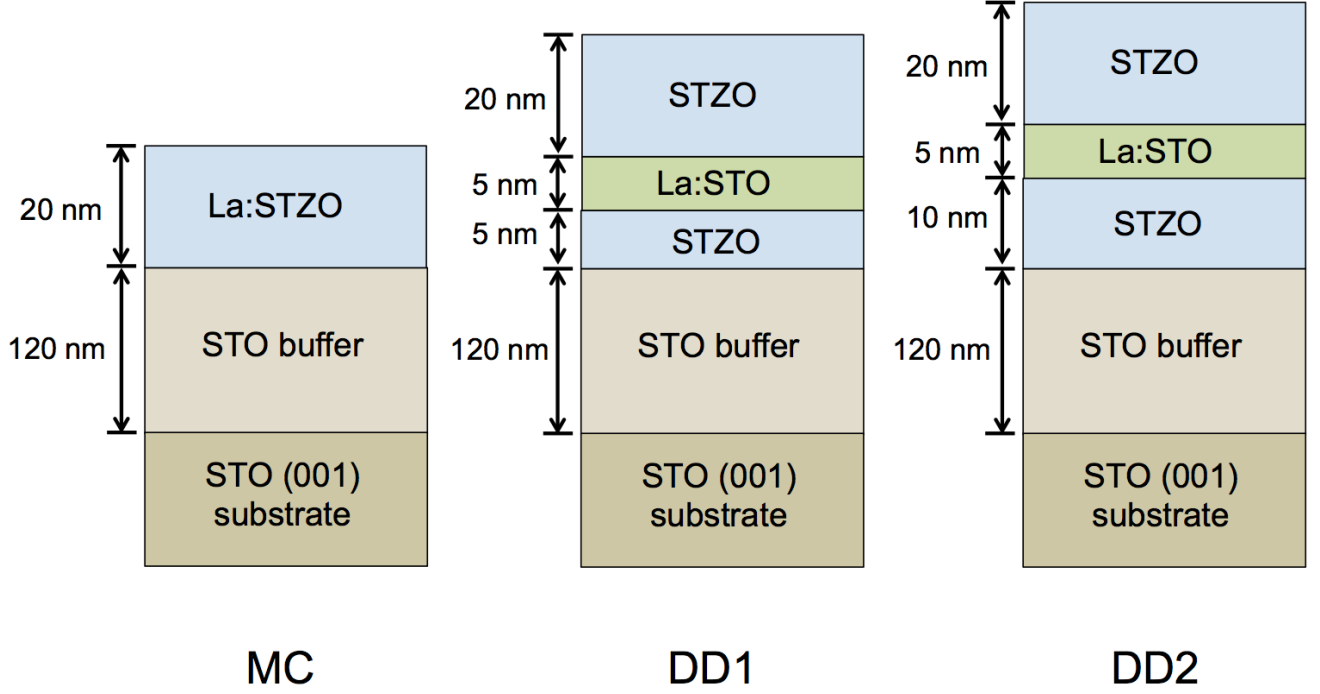 20 nm
La:STZO
120 nm
STO buffer
STO (001)
substrate
MC
20 nm
STZO
5 nm
La:STO
5 nm
STZO
120 nm
STO buffer
STO (001)
substrate
DD1
20 nm
STZO
5 nm
La:STO
10 nm
STZO
120 nm
STO buffer
STO (001)
substrate
DD2